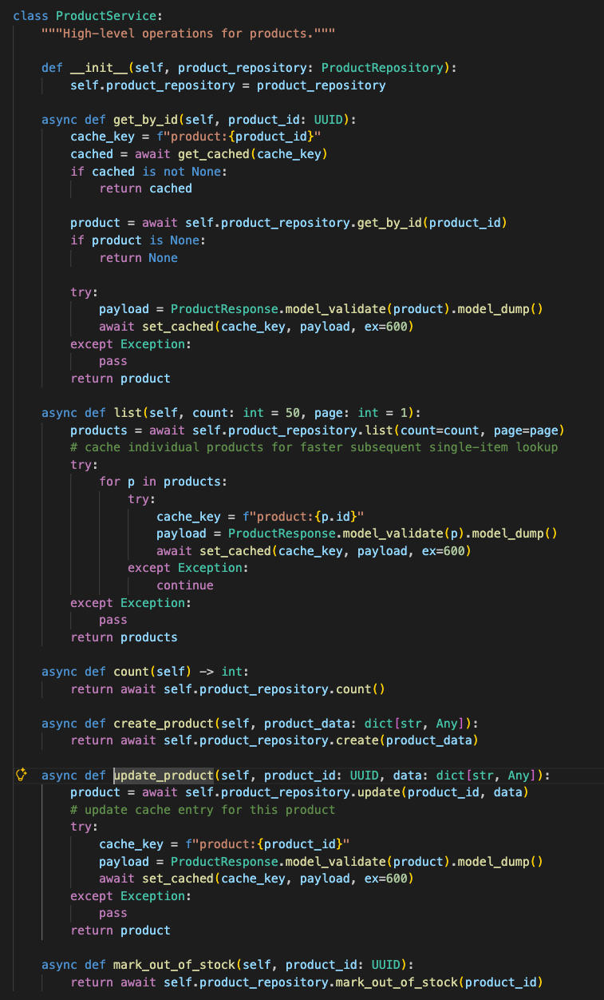 class ProductService:
    """High-level operations for products."""

    def __init__(self, product_repository: ProductRepository):
        self.product_repository = product_repository

    async def get_by_id(self, product_id: UUID):
        cache_key = f"product:{product_id}"
        cached = await get_cached(cache_key)
        if cached is not None:
            return cached

        product = await self.product_repository.get_by_id(product_id)
        if product is None:
            return None

        try:
            payload = ProductResponse.model_validate(product).model_dump()
            await set_cached(cache_key, payload, ex=600)
        except Exception:
            pass
        return product

    async def list(self, count: int = 50, page: int = 1):
        products = await self.product_repository.list(count=count, page=page)
        # cache individual products for faster subsequent single-item lookup
        try:
            for p in products:
                try:
                    cache_key = f"product:{p.id}"
                    payload = ProductResponse.model_validate(p).model_dump()
                    await set_cached(cache_key, payload, ex=600)
                except Exception:
                    continue
        except Exception:
            pass
        return products

    async def count(self) -> int:
        return await self.product_repository.count()

    async def create_product(self, product_data: dict[str, Any]):
        return await self.product_repository.create(product_data)

    async def update_product(self, product_id: UUID, data: dict[str, Any]):
        product = await self.product_repository.update(product_id, data)
        # update cache entry for this product
        try:
            cache_key = f"product:{product_id}"
            payload = ProductResponse.model_validate(product).model_dump()
            await set_cached(cache_key, payload, ex=600)
        except Exception:
            pass
        return product

    async def mark_out_of_stock(self, product_id: UUID):
        return await self.product_repository.mark_out_of_stock(product_id)